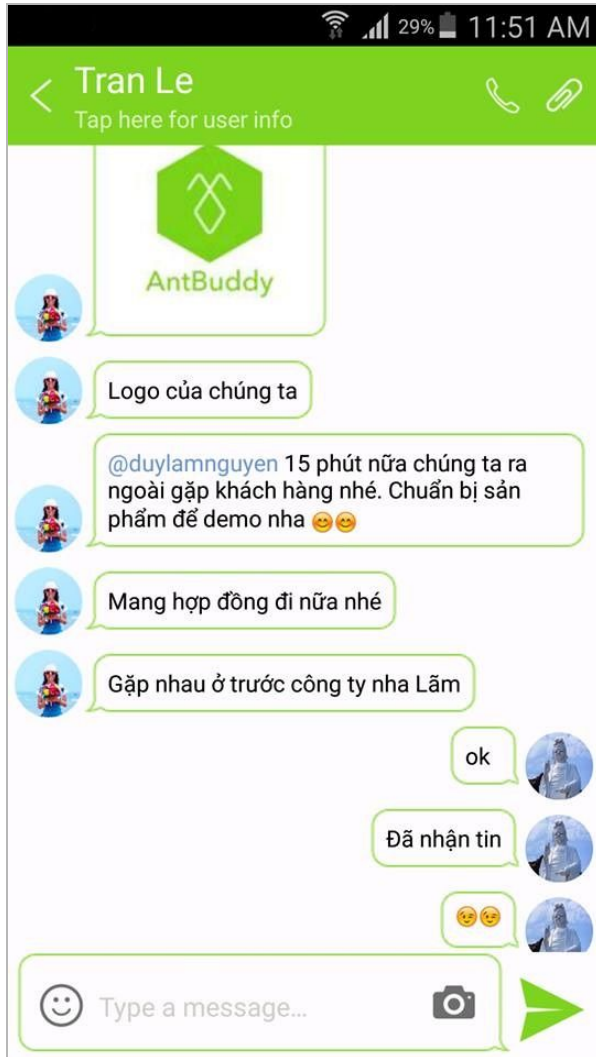 29% 11:51 AM
Tran Le
Tap here for user info
AntBuddy
Logo của chúng ta
@duylamnguyen 15 phút nữa chúng ta ra
ngoài gặp khách hàng nhé. Chuẩn bị sản
phẩm để demo nha 😊😊
Mang hợp đồng đi nữa nhé
Gặp nhau ở trước công ty nha Lãm
ok
Đã nhận tin
😉😉
Type a message...